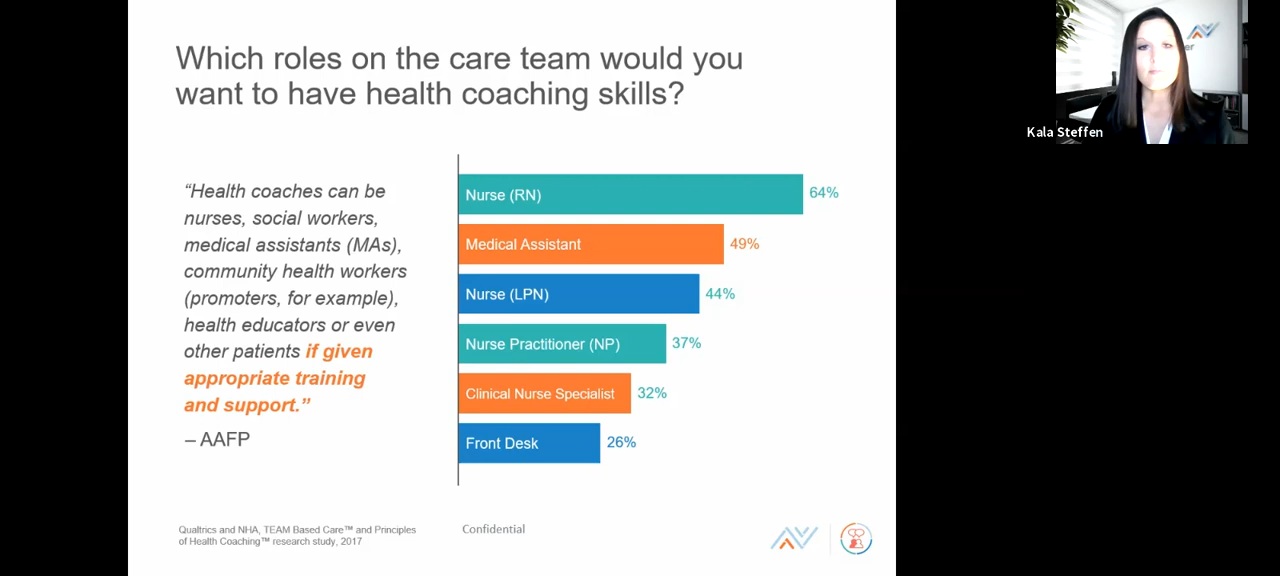 Which roles on the care team would you
want to have health coaching skills?
“Health coaches can be
nurses, social workers,
medical assistants (MAs),
community health workers
(promoters, for example),
health educators or even
other patients if given
appropriate training
and support.”
– AAFP
Nurse (RN) 64%
Medical Assistant 49%
Nurse (LPN) 44%
Nurse Practitioner (NP) 37%
Clinical Nurse Specialist 32%
Front Desk 26%
Qualtrics and NHA, TEAM Based Care™ and Principles
of Health Coaching™ research study, 2017
Confidential
Kala Steffen